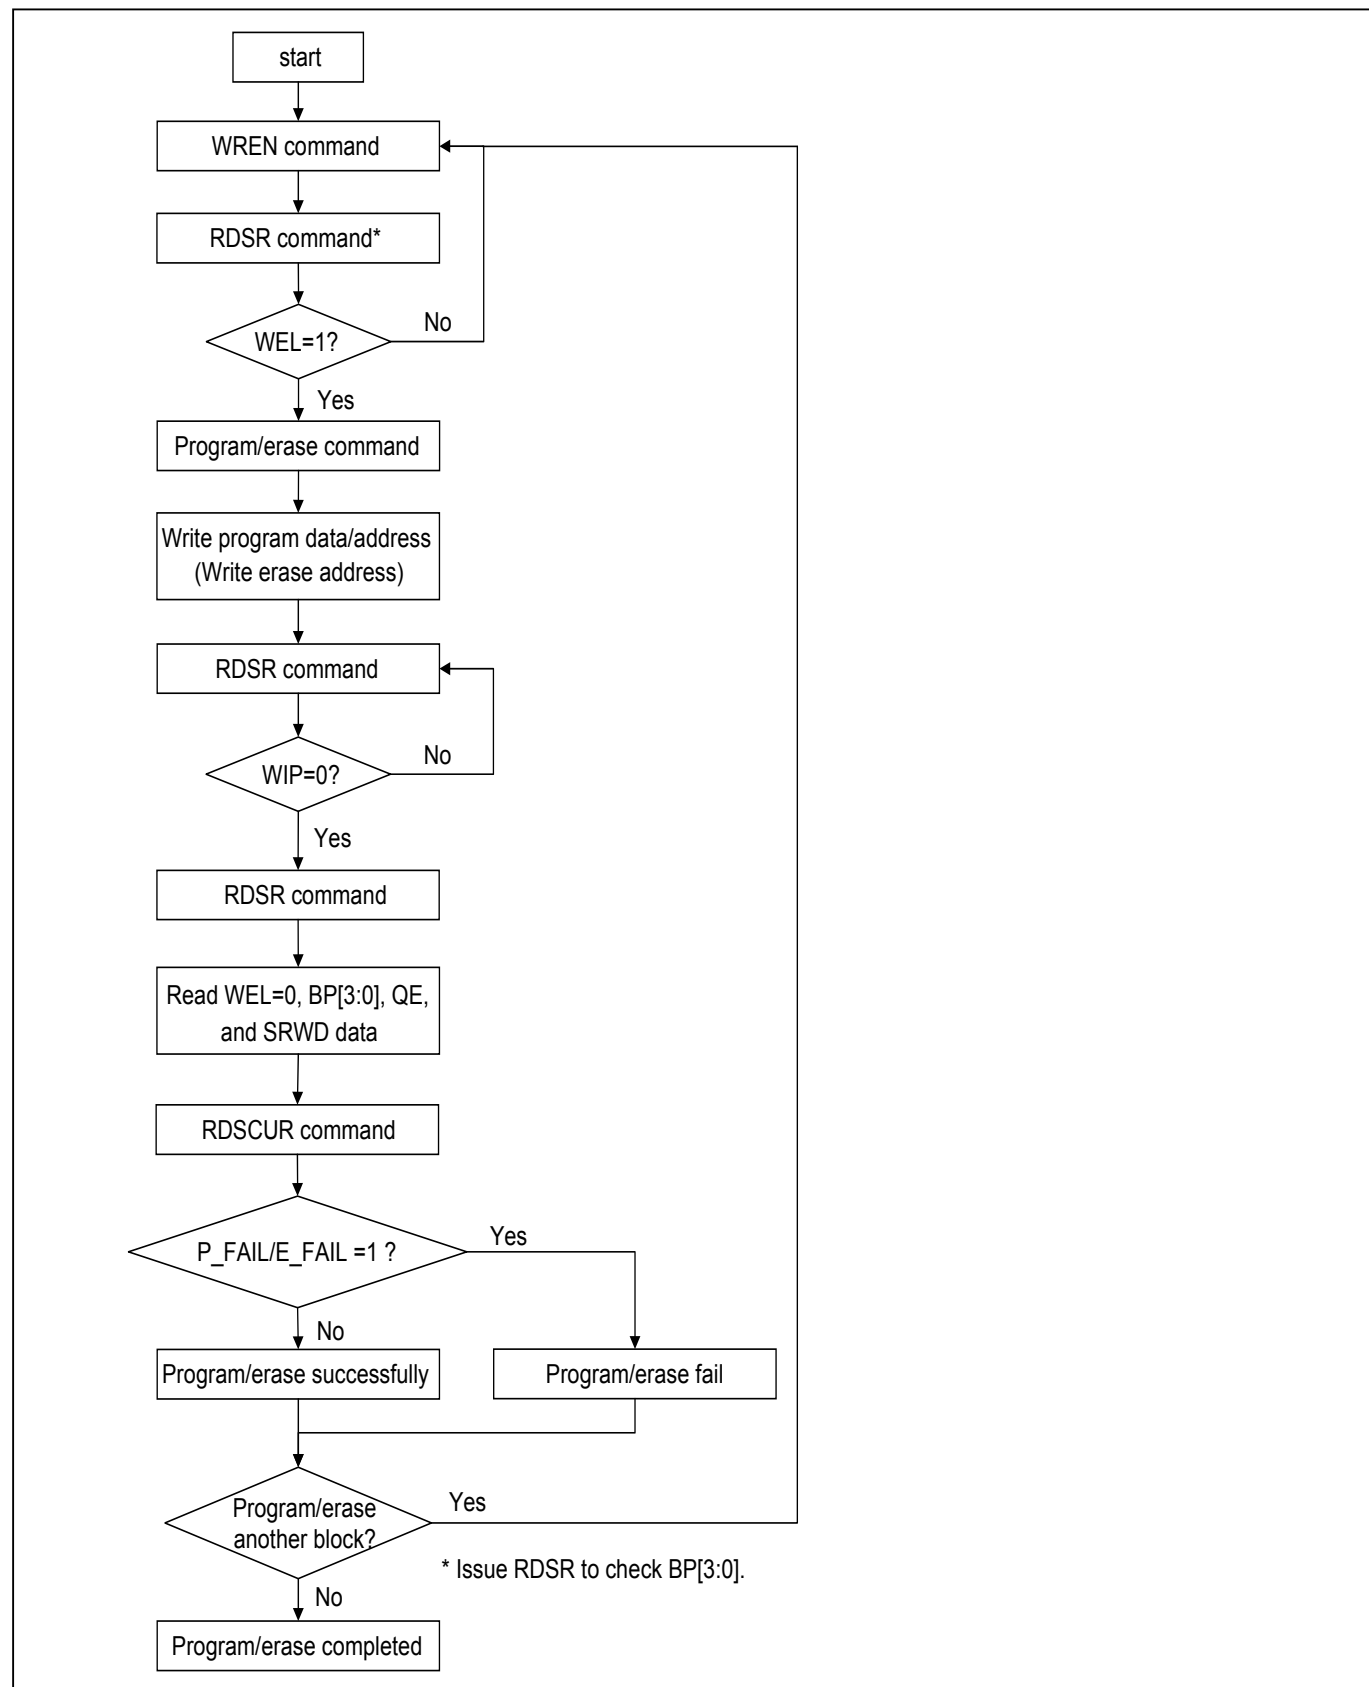 start
WREN command
RDSR command*
WEL=1?
No
Yes
Program/erase command
Write program data/address
(Write erase address)
RDSR command
WIP=0?
No
Yes
RDSR command
Read WEL=0, BP[3:0], QE,
and SRWD data
RDSCUR command
P_FAIL/E_FAIL =1 ?
Yes
No
Program/erase successfully
Program/erase fail
Program/erase
another block?
Yes
* Issue RDSR to check BP[3:0].
No
Program/erase completed